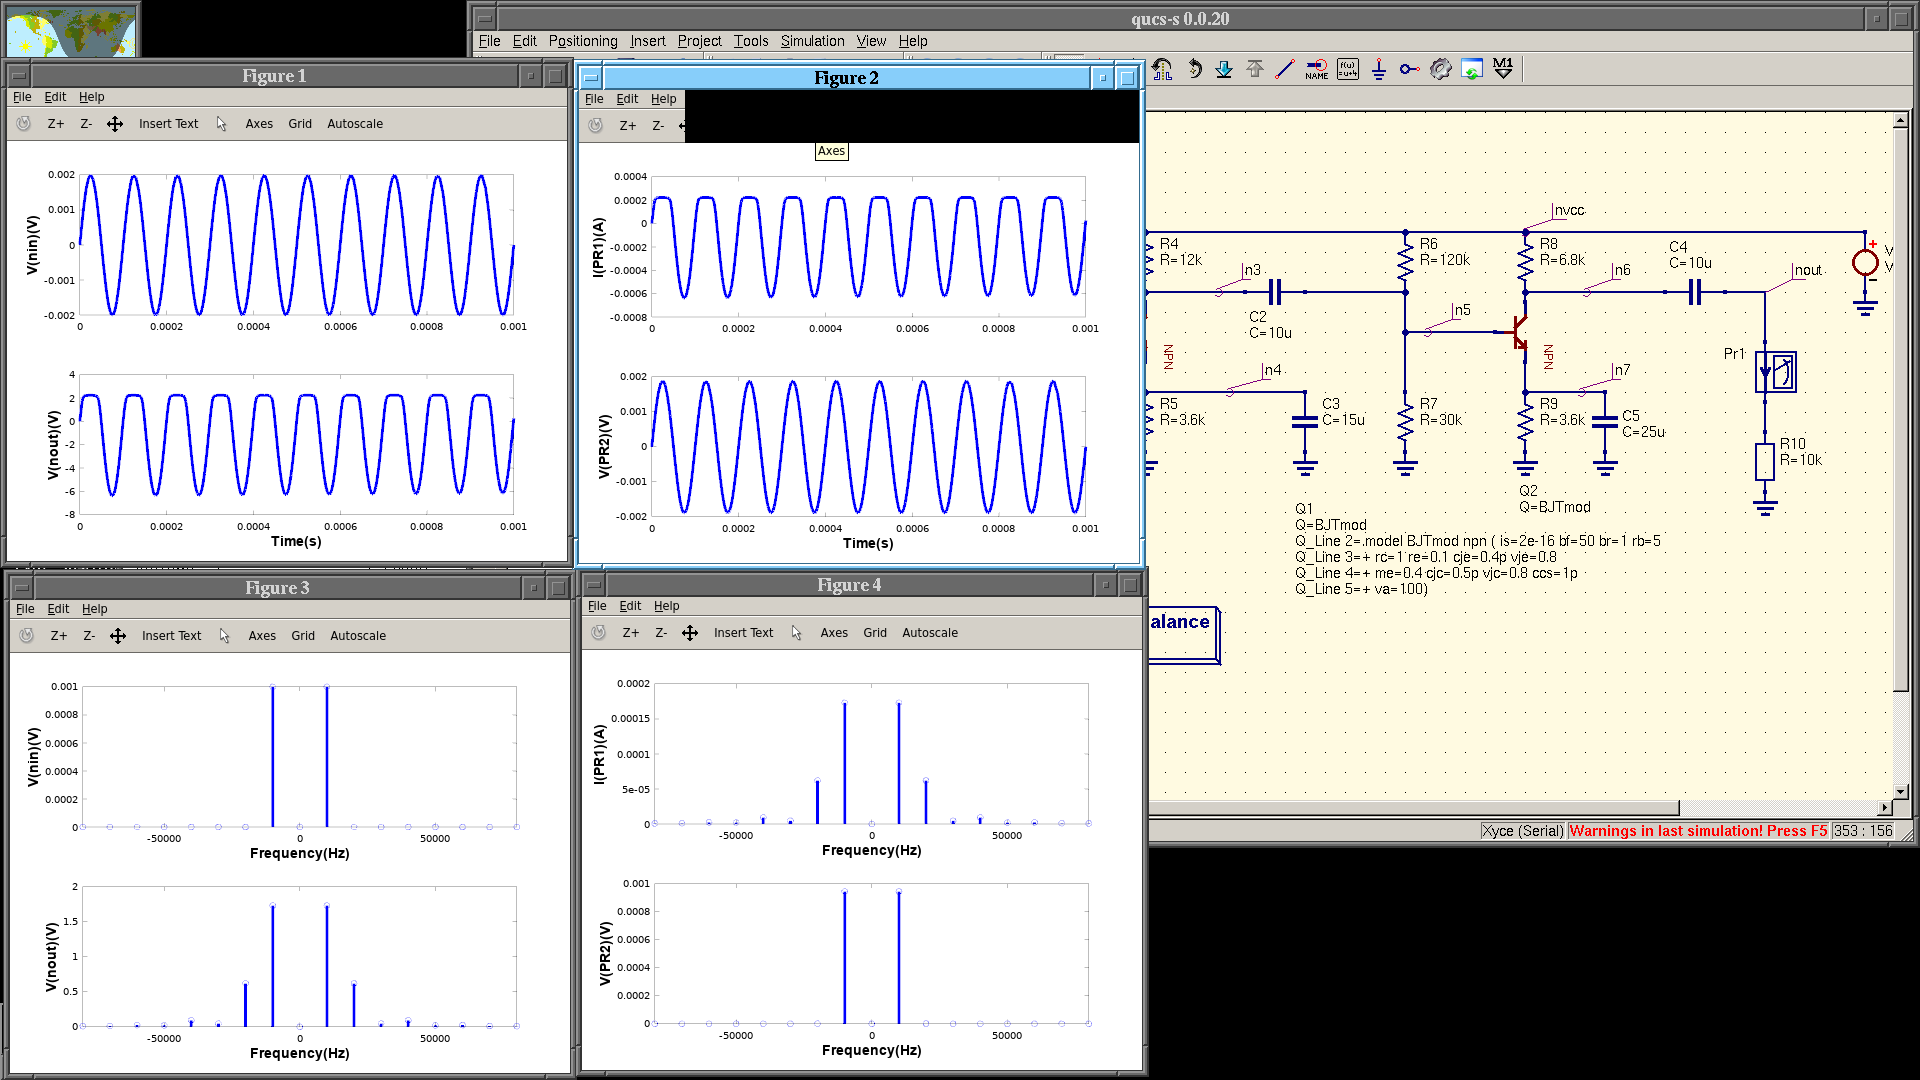 qucs-s 0.0.20
File Edit Positioning Insert Project Tools Simulation View Help
NAME
f(u)
=u+4
M1
Figure 1
File Edit Help
Z+ Z- Insert Text Axes Grid Autoscale
V(nin)(V)
0.002
0.001
0
-0.001
-0.002
0 0.0002 0.0004 0.0006 0.0008 0.001
V(nout)(V)
4
2
0
-2
-4
-6
-8
0 0.0002 0.0004 0.0006 0.0008 0.001
Time(s)
Figure 2
File Edit Help
Z+ Z-
Axes
I(PR1)(A)
0.0004
0.0002
0
-0.0002
-0.0004
-0.0006
-0.0008
0 0.0002 0.0004 0.0006 0.0008 0.001
V(PR2)(V)
0.002
0.001
0
-0.001
-0.002
0 0.0002 0.0004 0.0006 0.0008 0.001
Time(s)
Figure 3
File Edit Help
Z+ Z- Insert Text Axes Grid Autoscale
V(nin)(V)
0.001
0.0008
0.0006
0.0004
0.0002
0
-50000 0 50000
Frequency(Hz)
V(nout)(V)
2
1.5
1
0.5
0
-50000 0 50000
Frequency(Hz)
Figure 4
File Edit Help
Z+ Z- Insert Text Axes Grid Autoscale
I(PR1)(A)
0.0002
0.00015
0.0001
5e-05
0
-50000 0 50000
Frequency(Hz)
V(PR2)(V)
0.001
0.0008
0.0006
0.0004
0.0002
0
-50000 0 50000
Frequency(Hz)
nvcc
R4
R=12k
n3
C2
C=10u
R6
R=120k
R8
R=6.8k
n6
C4
C=10u
nout
V
V
n5
NPN
NPN
Pr1
n4
n7
R5
R=3.6k
C3
C=15u
R7
R=30k
R9
R=3.6k
C5
C=25u
R10
R=10k
Q2
Q=BJTmod
Q1
Q=BJTmod
Q_Line 2=.model BJTmod npn ( is=2e-16 bf=50 br=1 rb=5
Q_Line 3=+ rc=1 re=0.1 cje=0.4p vje=0.8
Q_Line 4=+ me=0.4 cjc=0.5p vjc=0.8 ccs=1p
Q_Line 5=+ va=100)
alance
Xyce (Serial) Warnings in last simulation! Press F5 353 : 156